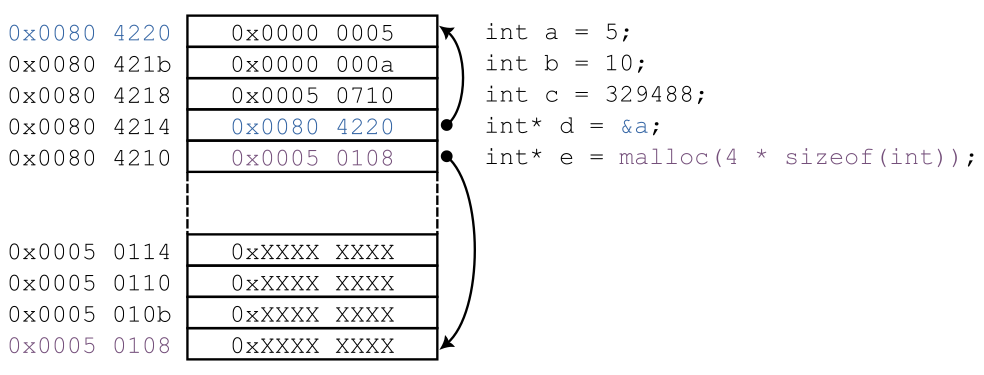 0x0080 4220 0x0000 0005 int a = 5;
0x0080 421b 0x0000 000a int b = 10;
0x0080 4218 0x0005 0710 int c = 329488;
0x0080 4214 0x0080 4220 int* d = &a;
0x0080 4210 0x0005 0108 int* e = malloc(4 * sizeof(int));
0x0005 0114 0xXXXX XXXX
0x0005 0110 0xXXXX XXXX
0x0005 010b 0xXXXX XXXX
0x0005 0108 0xXXXX XXXX